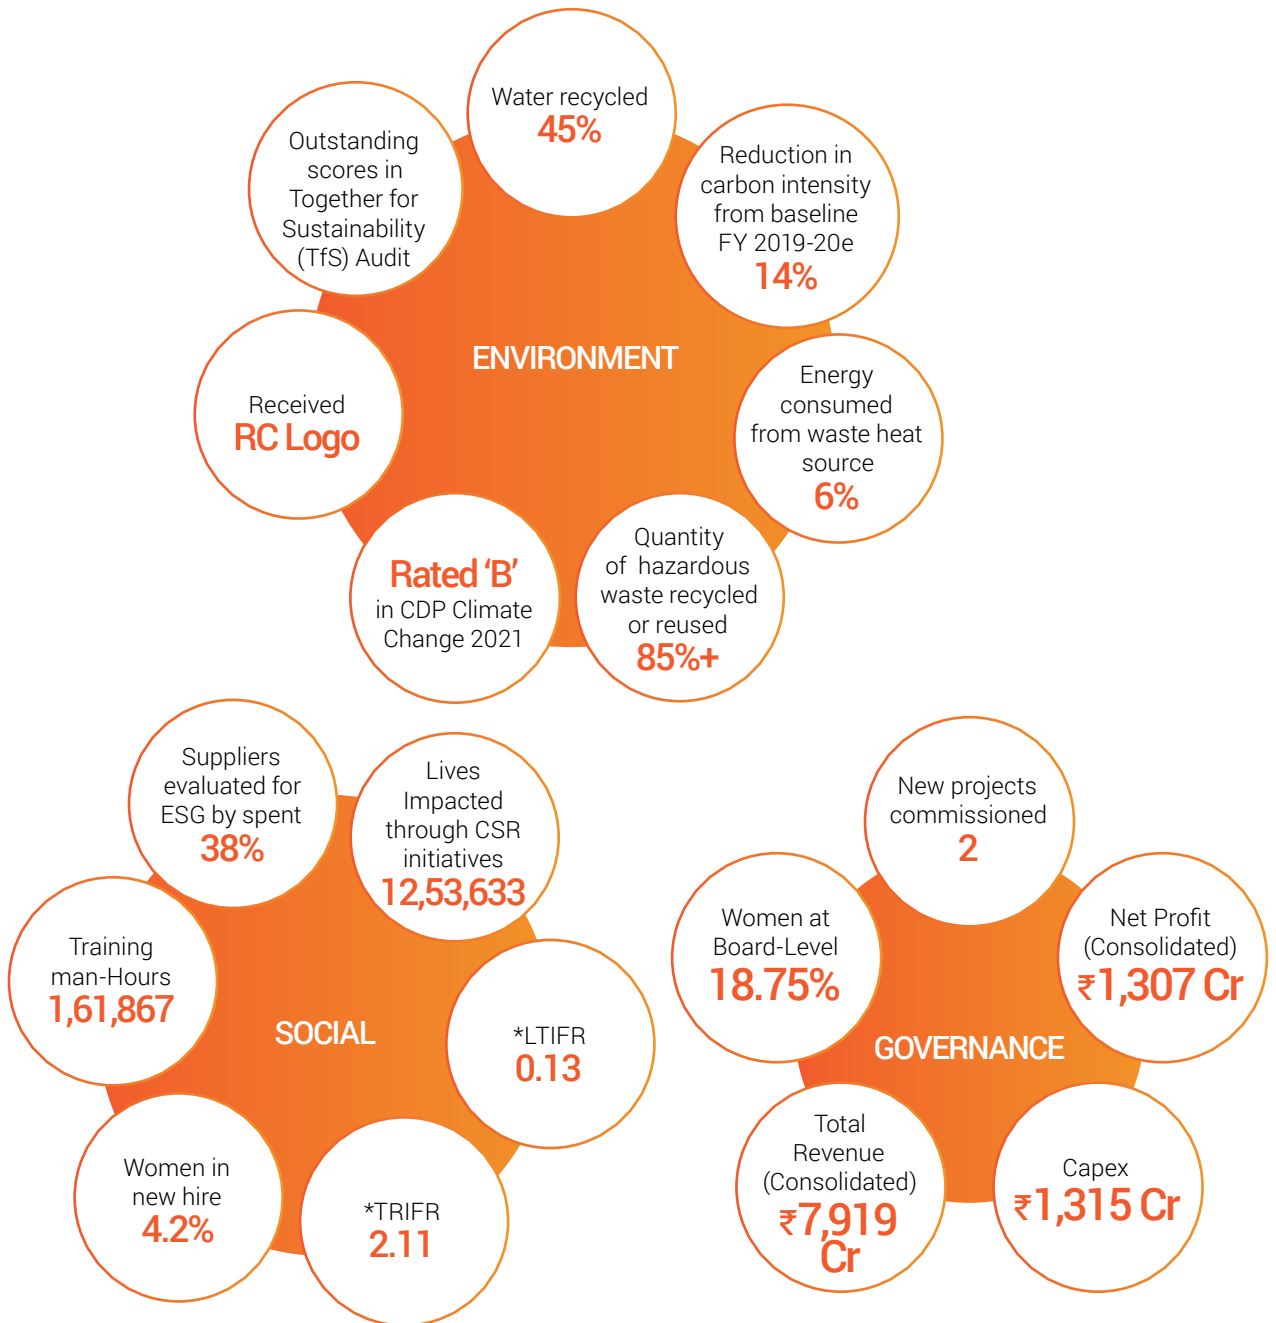 Water recycled
45%
Outstanding
scores in
Together for
Sustainability
(TfS) Audit
Reduction in
carbon intensity
from baseline
FY 2019-20e
14%
ENVIRONMENT
Energy
consumed
from waste heat
source
6%
Received
RC Logo
Rated ‘B’
in CDP Climate
Change 2021
Quantity
of hazardous
waste recycled
or reused
85%+
Suppliers
evaluated for
ESG by spent
38%
Lives
Impacted
through CSR
initiatives
12,53,633
Training
man-Hours
1,61,867
SOCIAL
*LTIFR
0.13
Women in
new hire
4.2%
*TRIFR
2.11
New projects
commissioned
2
Women at
Board-Level
18.75%
Net Profit
(Consolidated)
₹1,307 Cr
GOVERNANCE
Total
Revenue
(Consolidated)
₹7,919
Cr
Capex
₹1,315 Cr